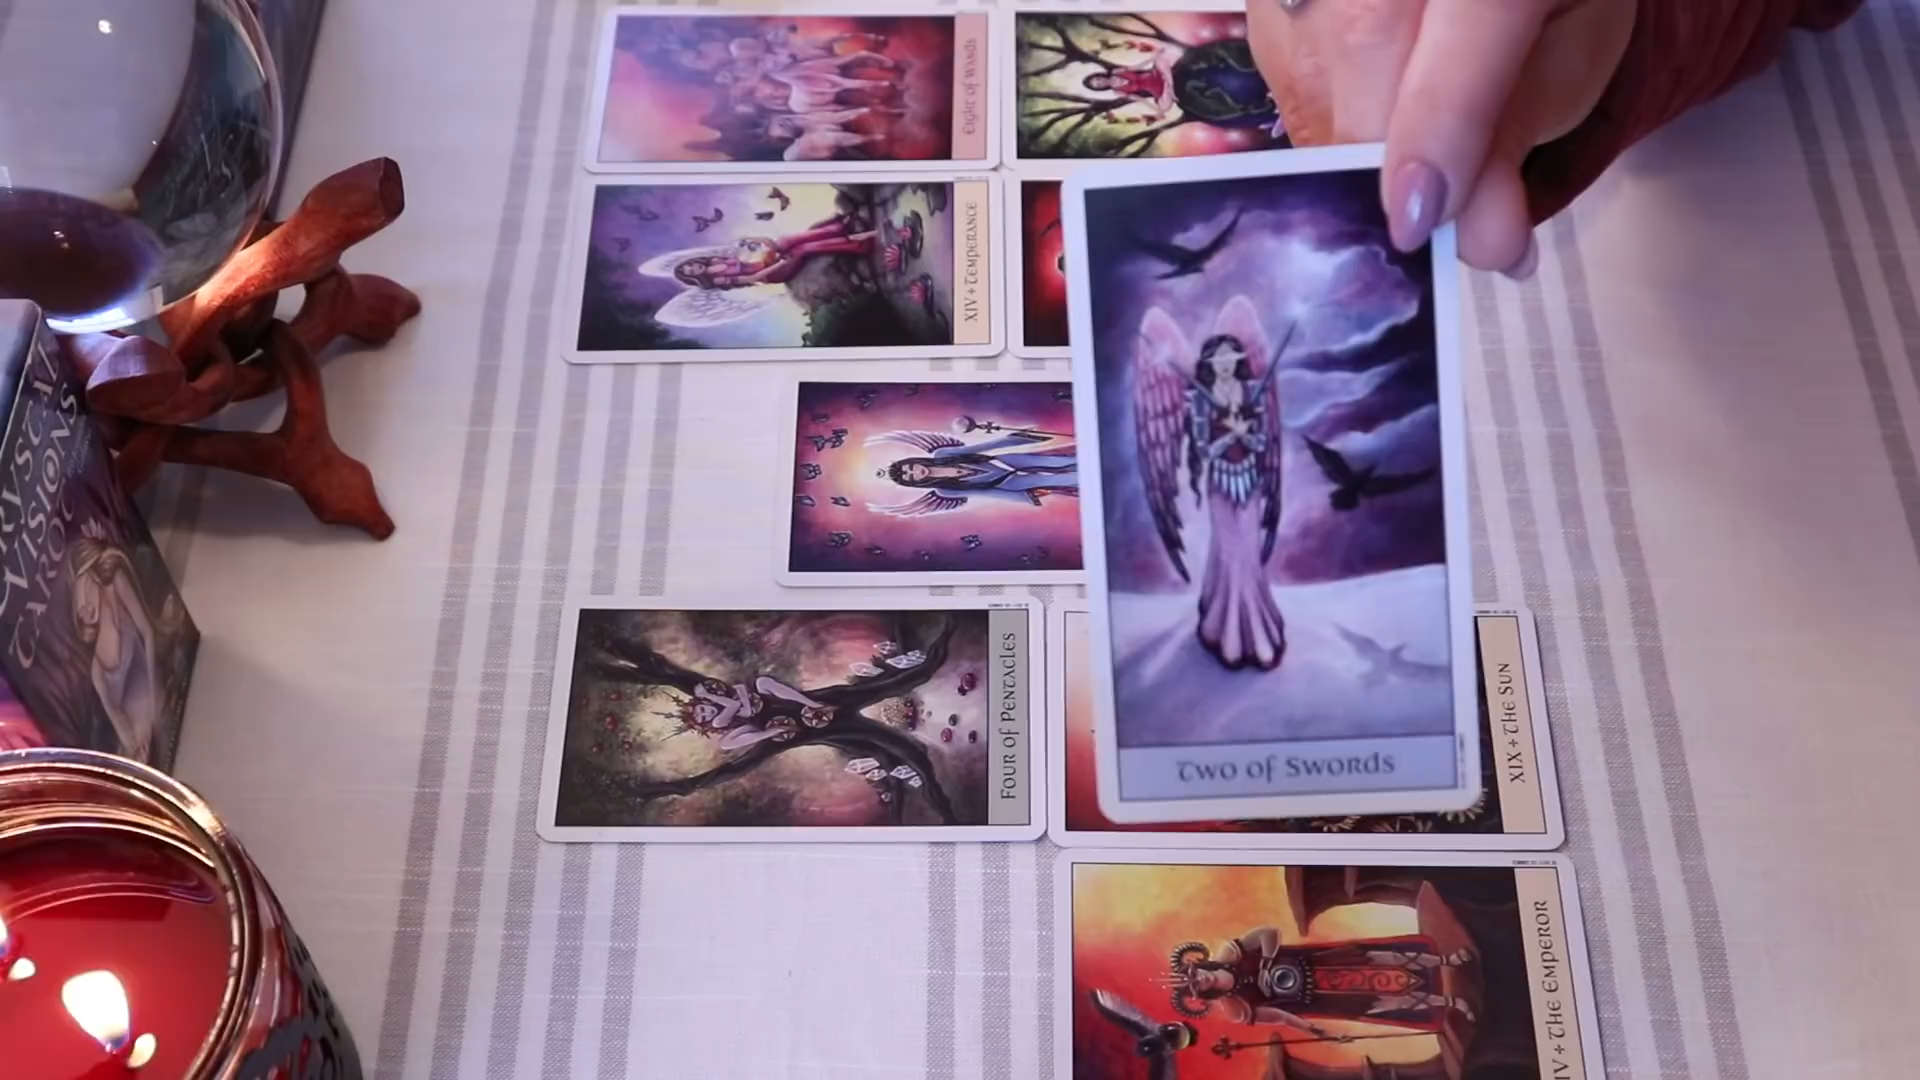 Eight of Wands
XIV + Temperance
CRYSTAL
VISIONS
TAROT
Four of Pentacles
XIX + The Sun
Two of Swords
IV + The Emperor